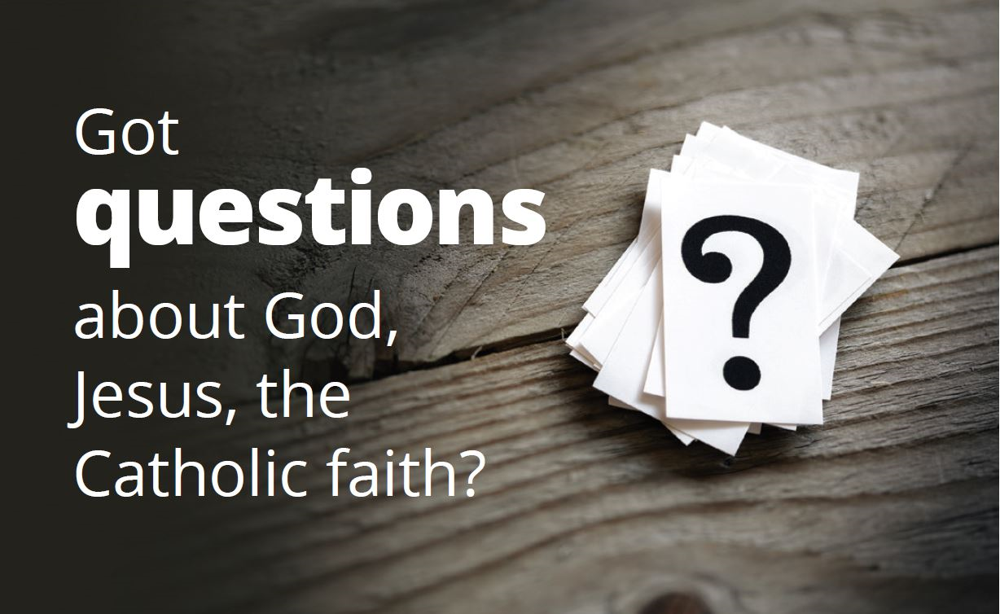 Got
questions
about God,
Jesus, the
Catholic faith?
?